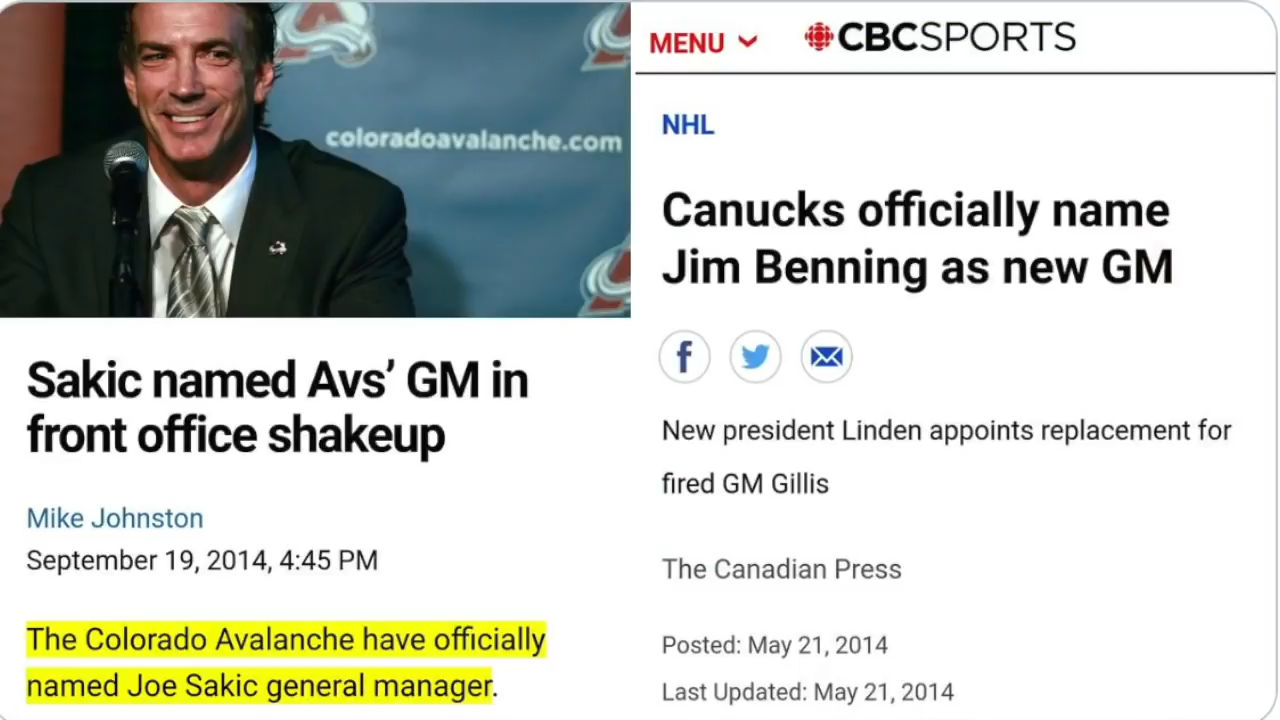 coloradoavalanche.com
Sakic named Avs’ GM in
front office shakeup
Mike Johnston
September 19, 2014, 4:45 PM
The Colorado Avalanche have officially
named Joe Sakic general manager.
MENU
CBCSPORTS
NHL
Canucks officially name
Jim Benning as new GM
New president Linden appoints replacement for
fired GM Gillis
The Canadian Press
Posted: May 21, 2014
Last Updated: May 21, 2014